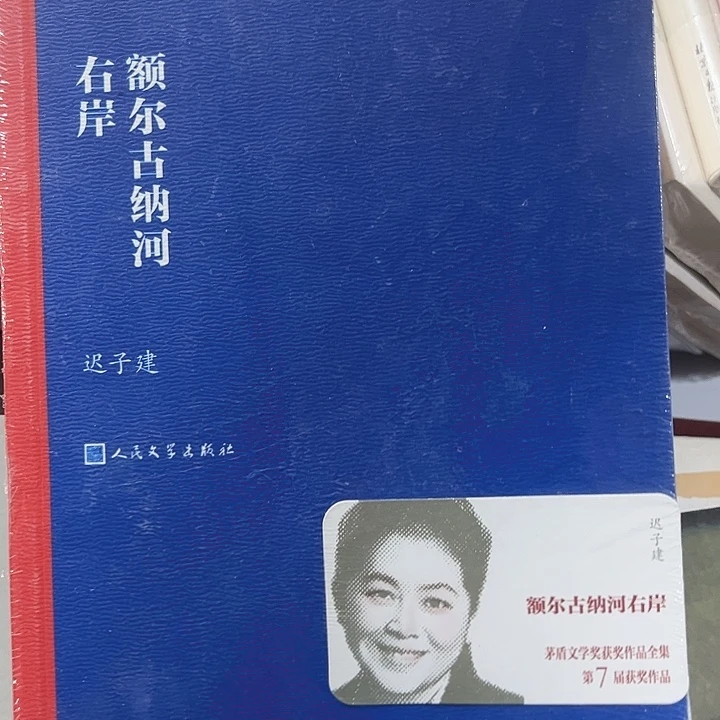 额尔古纳河
右岸
迟子建
人民文学出版社
迟子建
额尔古纳河右岸
茅盾文学奖获奖作品全集
第7届获奖作品